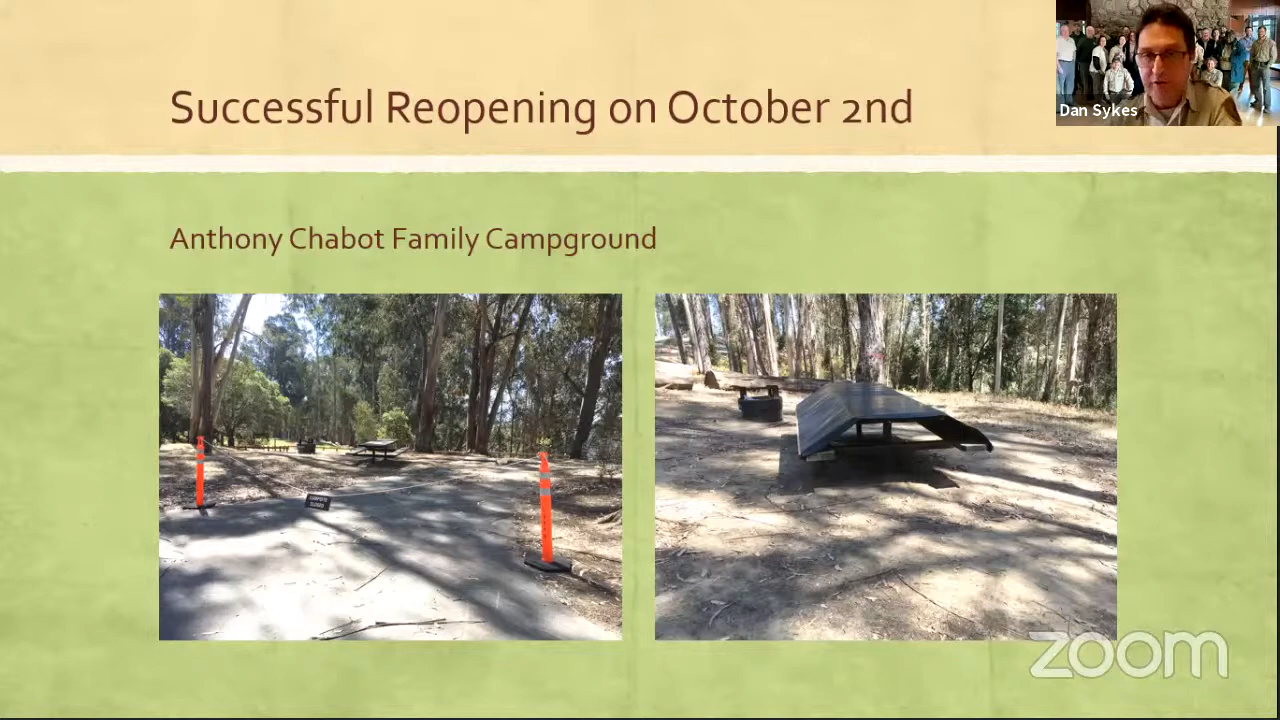 Successful Reopening on October 2nd
Dan Sykes
Anthony Chabot Family Campground
zoom